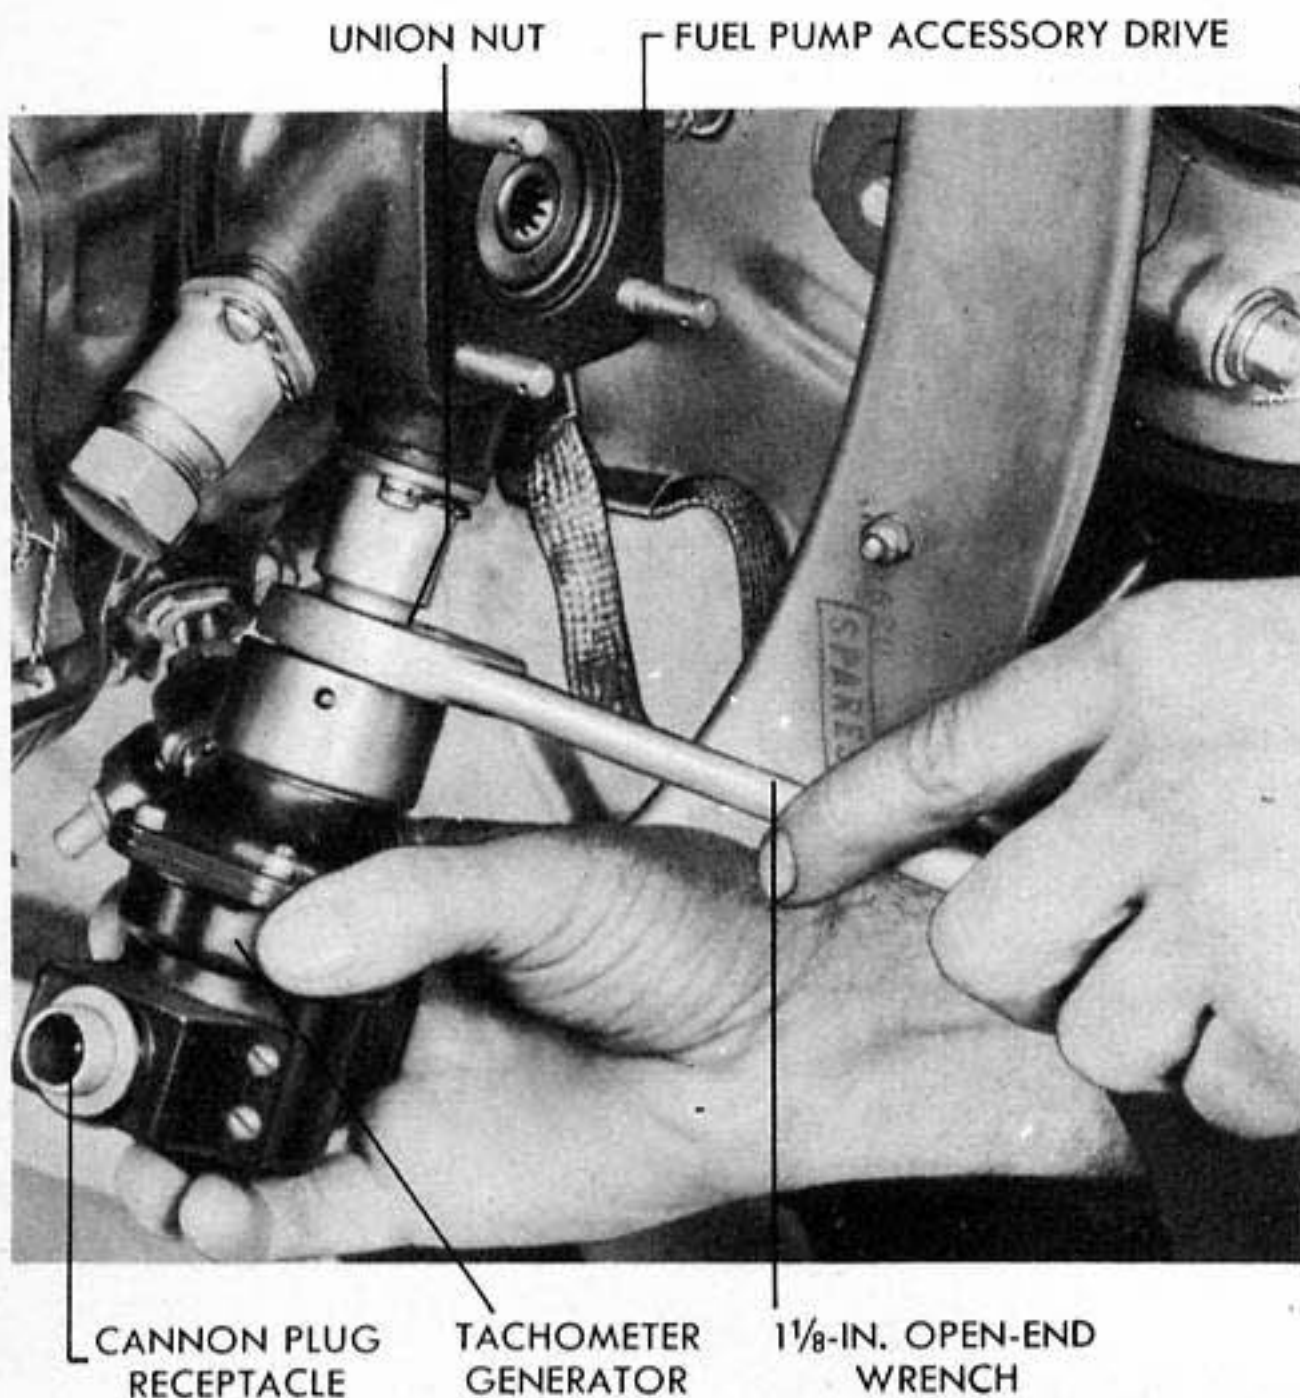 UNION NUT
FUEL PUMP ACCESSORY DRIVE
SPARES
CANNON PLUG
RECEPTACLE
TACHOMETER
GENERATOR
1⅛-IN. OPEN-END
WRENCH